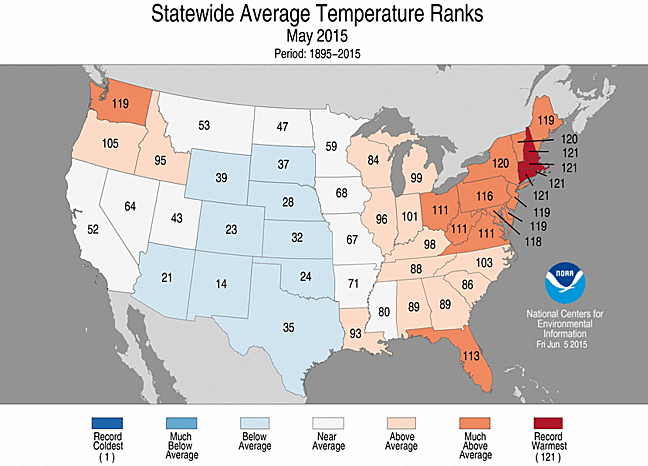 Statewide Average Temperature Ranks
May 2015
Period: 1895–2015
119
53
47
59
119
105
95
39
37
84
99
120
120
121
121
121
121
64
43
28
68
116
119
52
23
32
96
101
111
111
111
119
118
67
98
21
14
24
71
88
103
86
35
80
89
89
93
113
NOAA
National Centers for
Environmental
Information
Fri Jun 5 2015
Record
Coldest
(1)
Much
Below
Average
Below
Average
Near
Average
Above
Average
Much
Above
Average
Record
Warmest
(121)